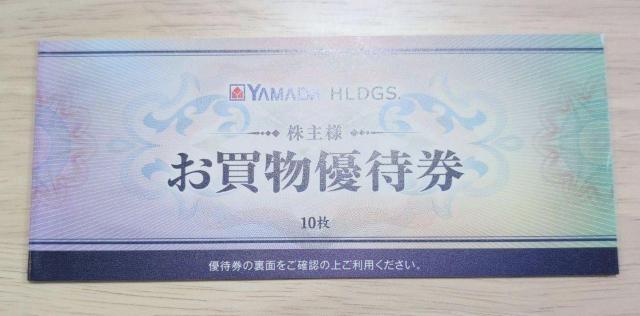 YAMADA HLDGS.
株主様
お買物優待券
10枚
優待券の裏面をご確認の上ご利用ください。